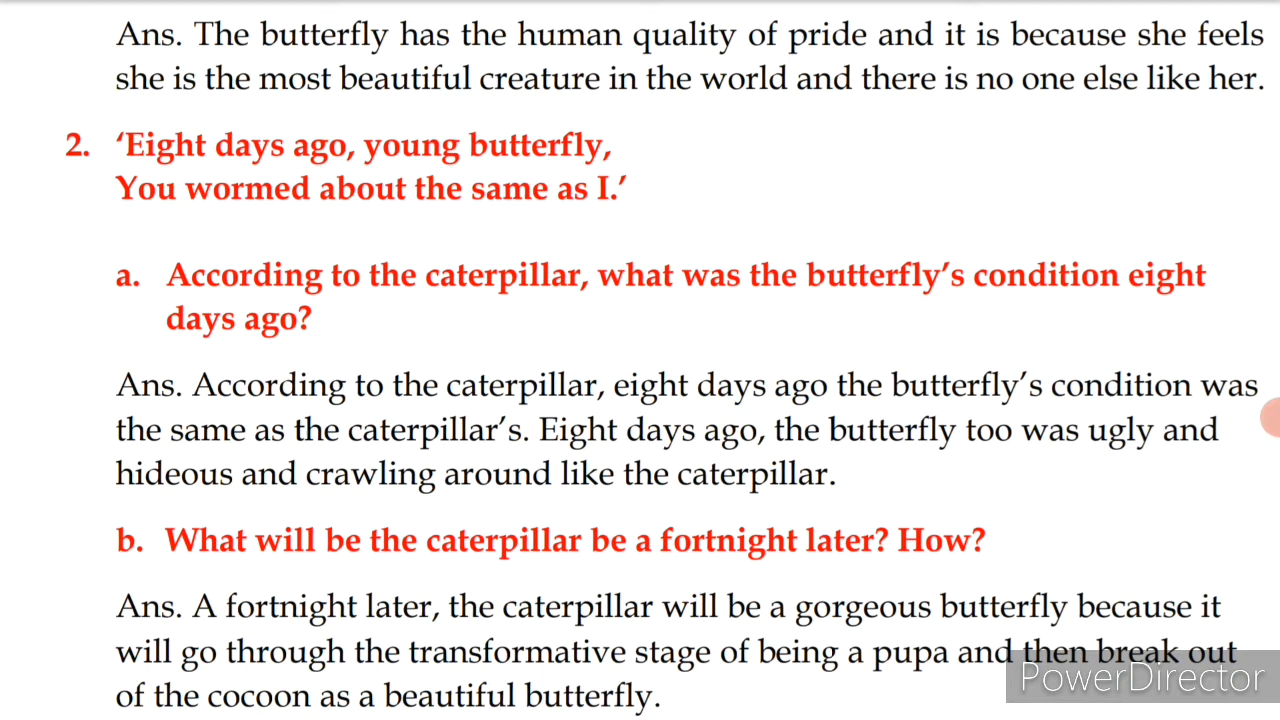 Ans. The butterfly has the human quality of pride and it is because she feels
she is the most beautiful creature in the world and there is no one else like her.
2. ‘Eight days ago, young butterfly,
You wormed about the same as I.’
a. According to the caterpillar, what was the butterfly’s condition eight
days ago?
Ans. According to the caterpillar, eight days ago the butterfly’s condition was
the same as the caterpillar’s. Eight days ago, the butterfly too was ugly and
hideous and crawling around like the caterpillar.
b. What will be the caterpillar be a fortnight later? How?
Ans. A fortnight later, the caterpillar will be a gorgeous butterfly because it
will go through the transformative stage of being a pupa and then break out
of the cocoon as a beautiful butterfly.
PowerDirector